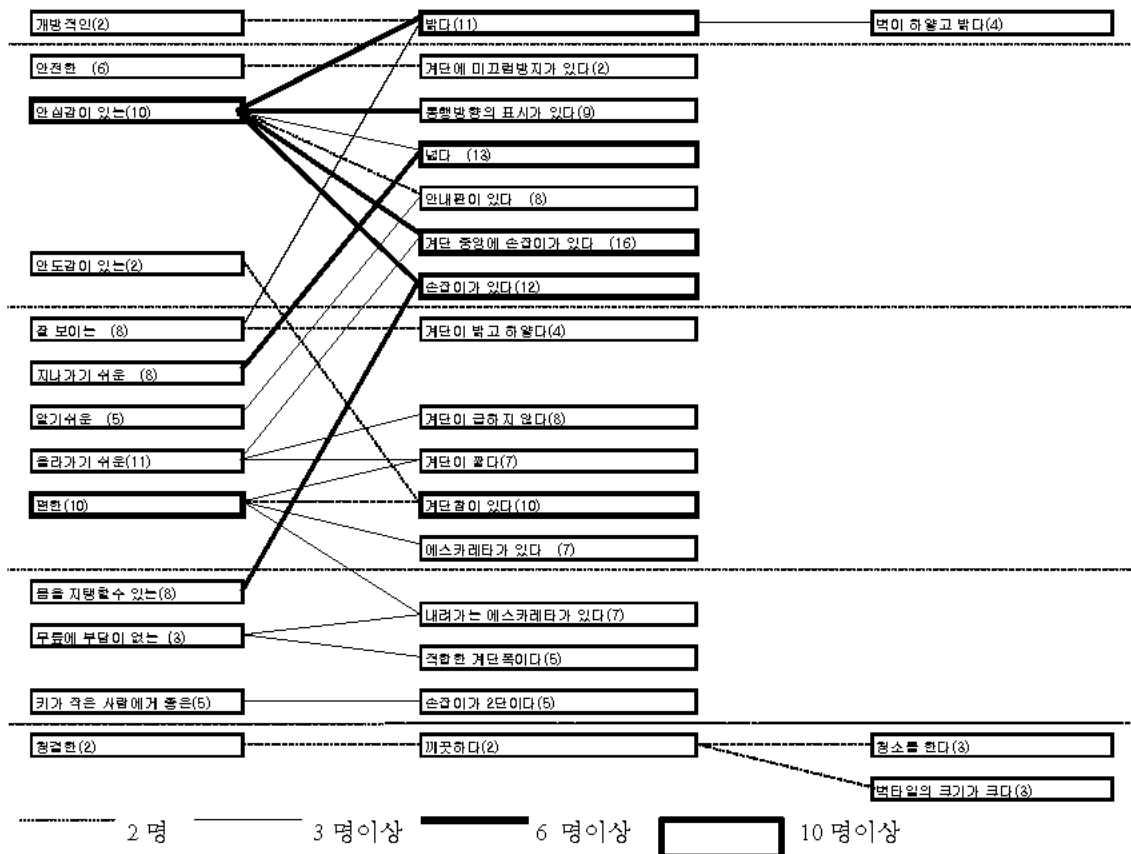 개방적인(2)
밝다(11)
벽이 하얗고 밝다(4)
안전한 (6)
계단에 미끄럼방지가 있다(2)
안심감이 있는(10)
통행방향의 표시가 있다(9)
넓다 (13)
안내판이 있다 (8)
계단 중앙에 손잡이가 있다 (16)
안도감이 있는(2)
손잡이가 있다(12)
잘 보이는 (8)
계단이 밝고 하얗다(4)
지나가기 쉬운 (8)
알기쉬운 (5)
계단이 급하지 않다(8)
올라가기 쉬운(11)
계단이 짧다(7)
편한(10)
계단참이 있다(10)
에스카레타가 있다 (7)
몸을 지탱할수 있는(8)
내려가는 에스카레타가 있다(7)
무릎에 부담이 없는 (3)
적합한 계단폭이다(5)
키가 작은 사람에게 좋은(5)
손잡이가 2단이다(5)
청결한(2)
깨끗하다(2)
청소를 한다(3)
벽타일의 크기가 크다(3)
2 명 3 명이상 6 명이상 10 명이상